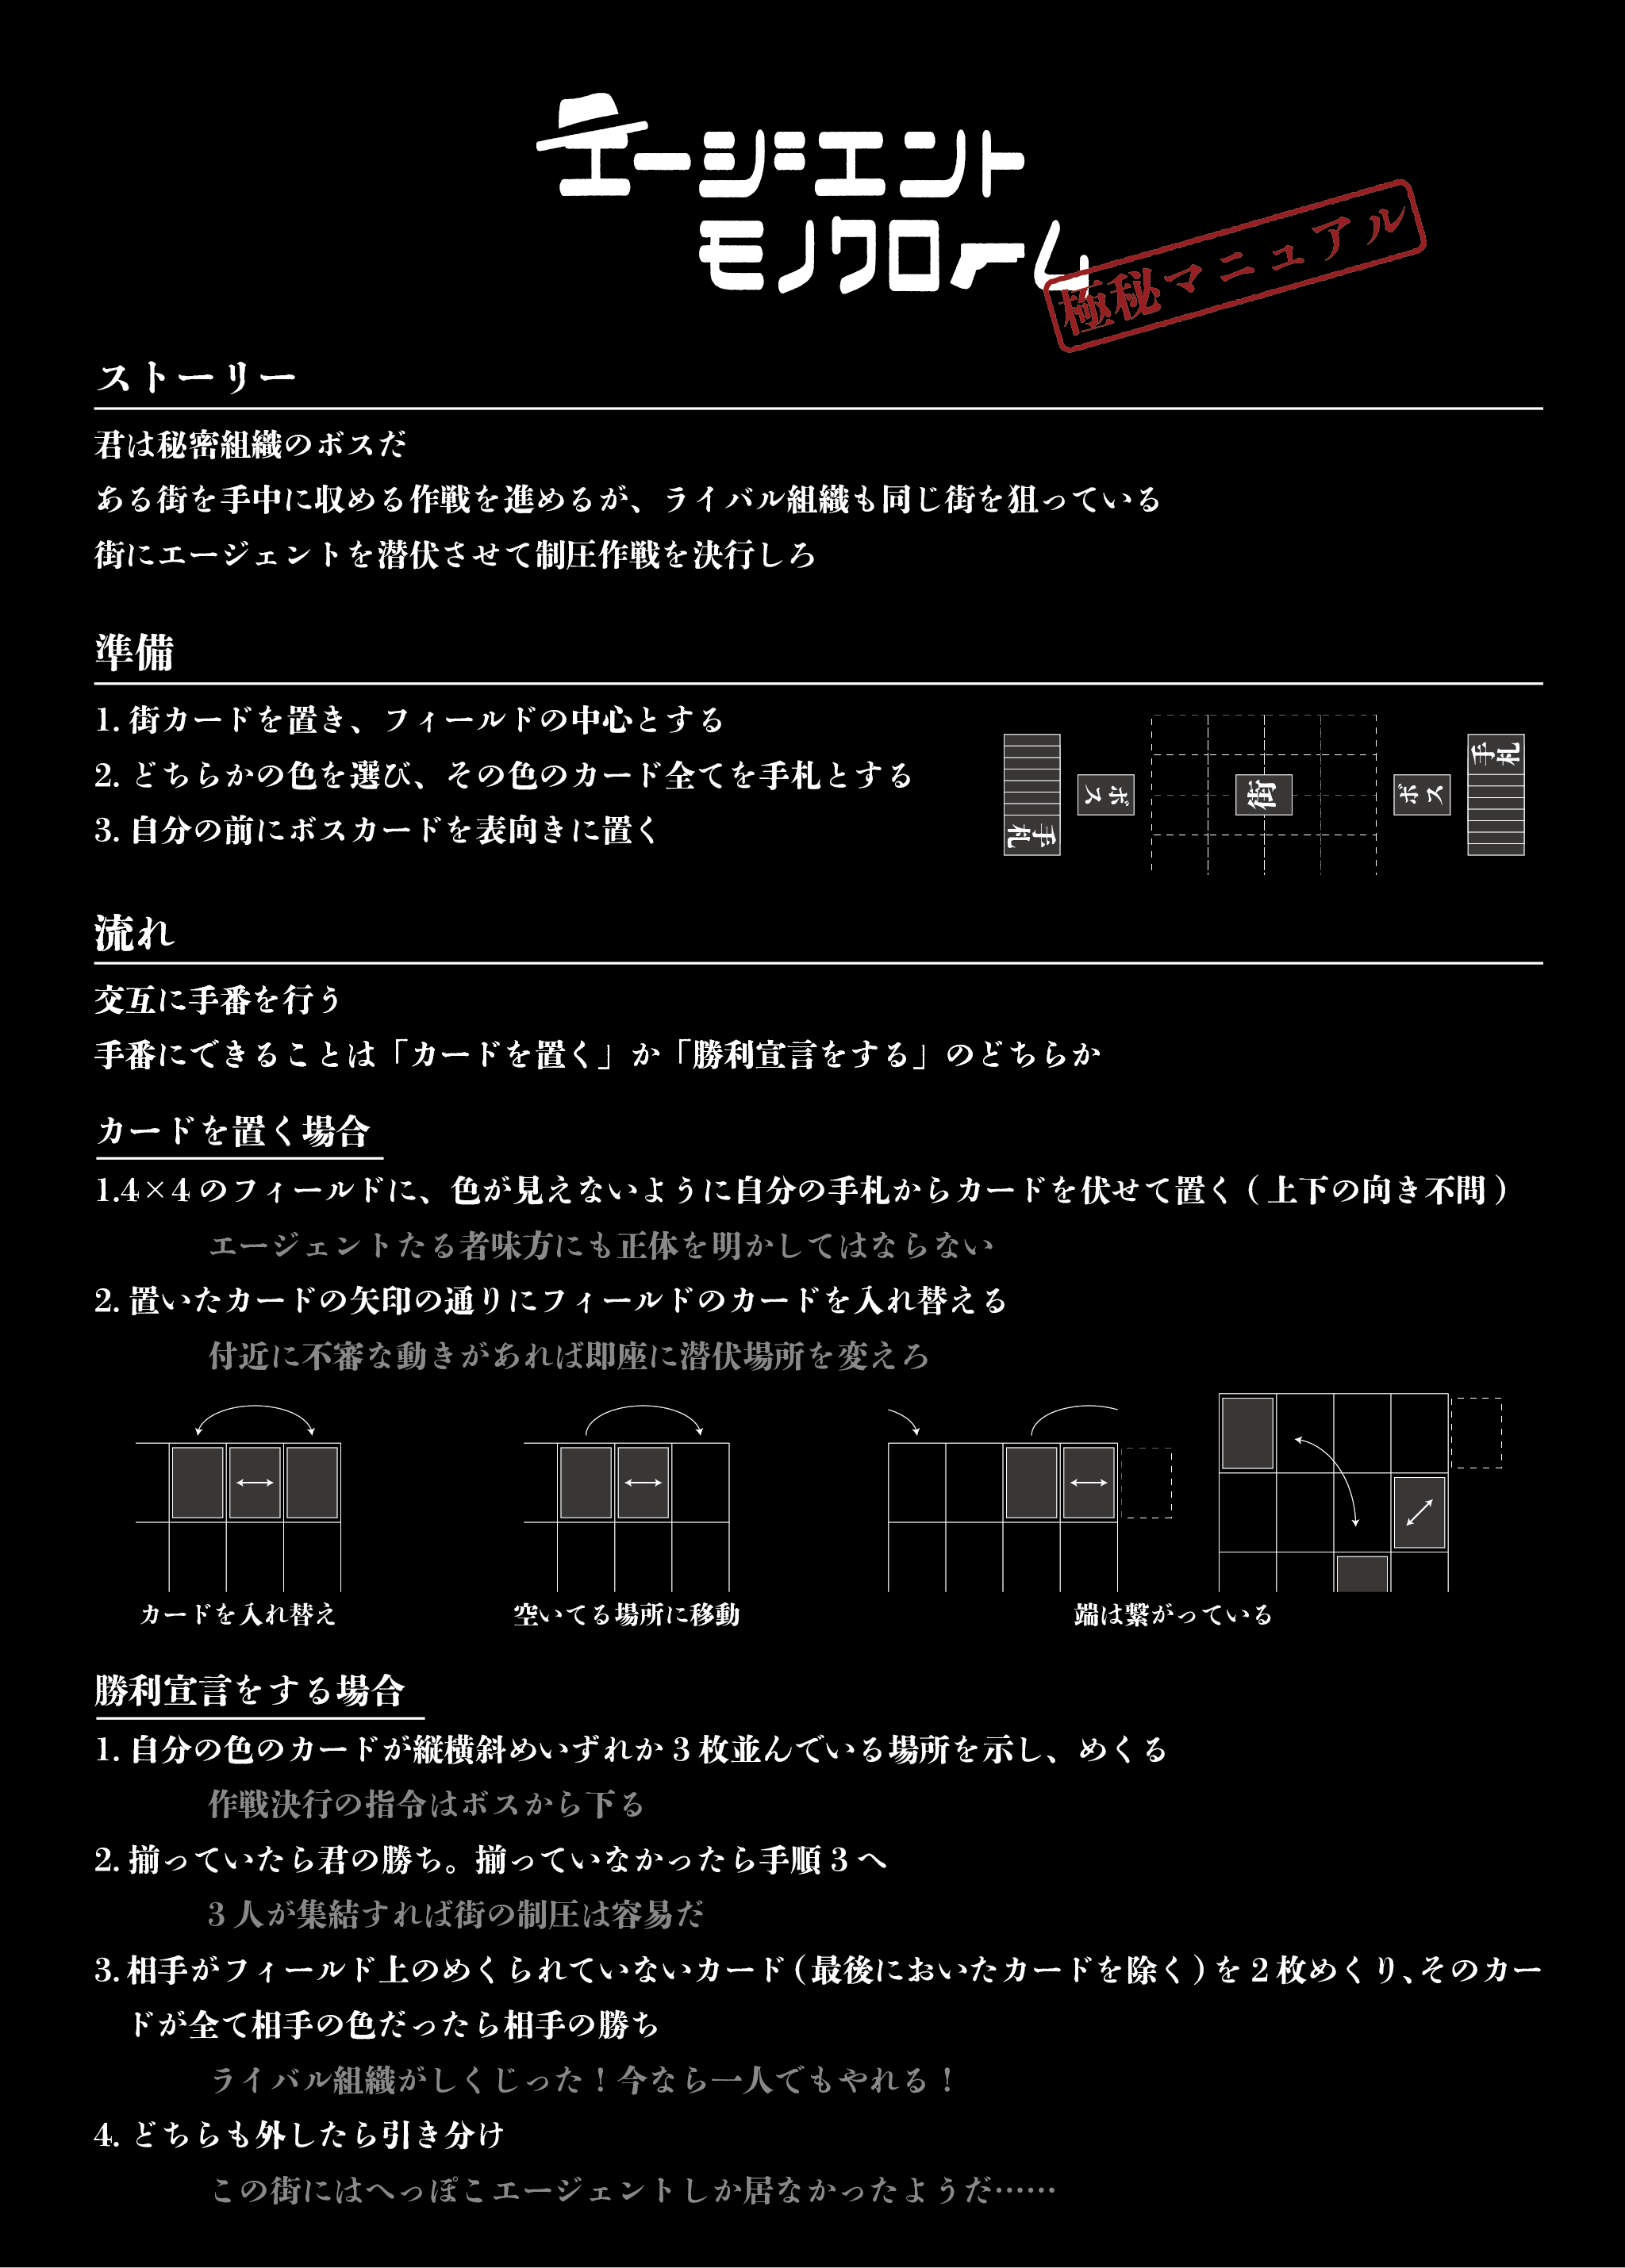 エージェント
モノクローム
極秘マニュアル
ストーリー
君は秘密組織のボスだ
ある街を手中に収める作戦を進めるが、ライバル組織も同じ街を狙っている
街にエージェントを潜伏させて制圧作戦を決行しろ
準備
1. 街カードを置き、フィールドの中心とする
2. どちらかの色を選び、その色のカード全てを手札とする
3. 自分の前にボスカードを表向きに置く
手札
ボス
街
ボス
手札
流れ
交互に手番を行う
手番にできることは「カードを置く」か「勝利宣言をする」のどちらか
カードを置く場合
1.4×4 のフィールドに、色が見えないように自分の手札からカードを伏せて置く ( 上下の向き不問 )
エージェントたる者味方にも正体を明かしてはならない
2. 置いたカードの矢印の通りにフィールドのカードを入れ替える
付近に不審な動きがあれば即座に潜伏場所を変えろ
カードを入れ替え
空いてる場所に移動
端は繋がっている
勝利宣言をする場合
1. 自分の色のカードが縦横斜めいずれか 3 枚並んでいる場所を示し、めくる
作戦決行の指令はボスから下る
2. 揃っていたら君の勝ち。揃っていなかったら手順 3 へ
3 人が集結すれば街の制圧は容易だ
3. 相手がフィールド上のめくられていないカード ( 最後においたカードを除く ) を 2 枚めくり、そのカー
ドが全て相手の色だったら相手の勝ち
ライバル組織がしくじった！今なら一人でもやれる！
4. どちらも外したら引き分け
この街にはへっぽこエージェントしか居なかったようだ……